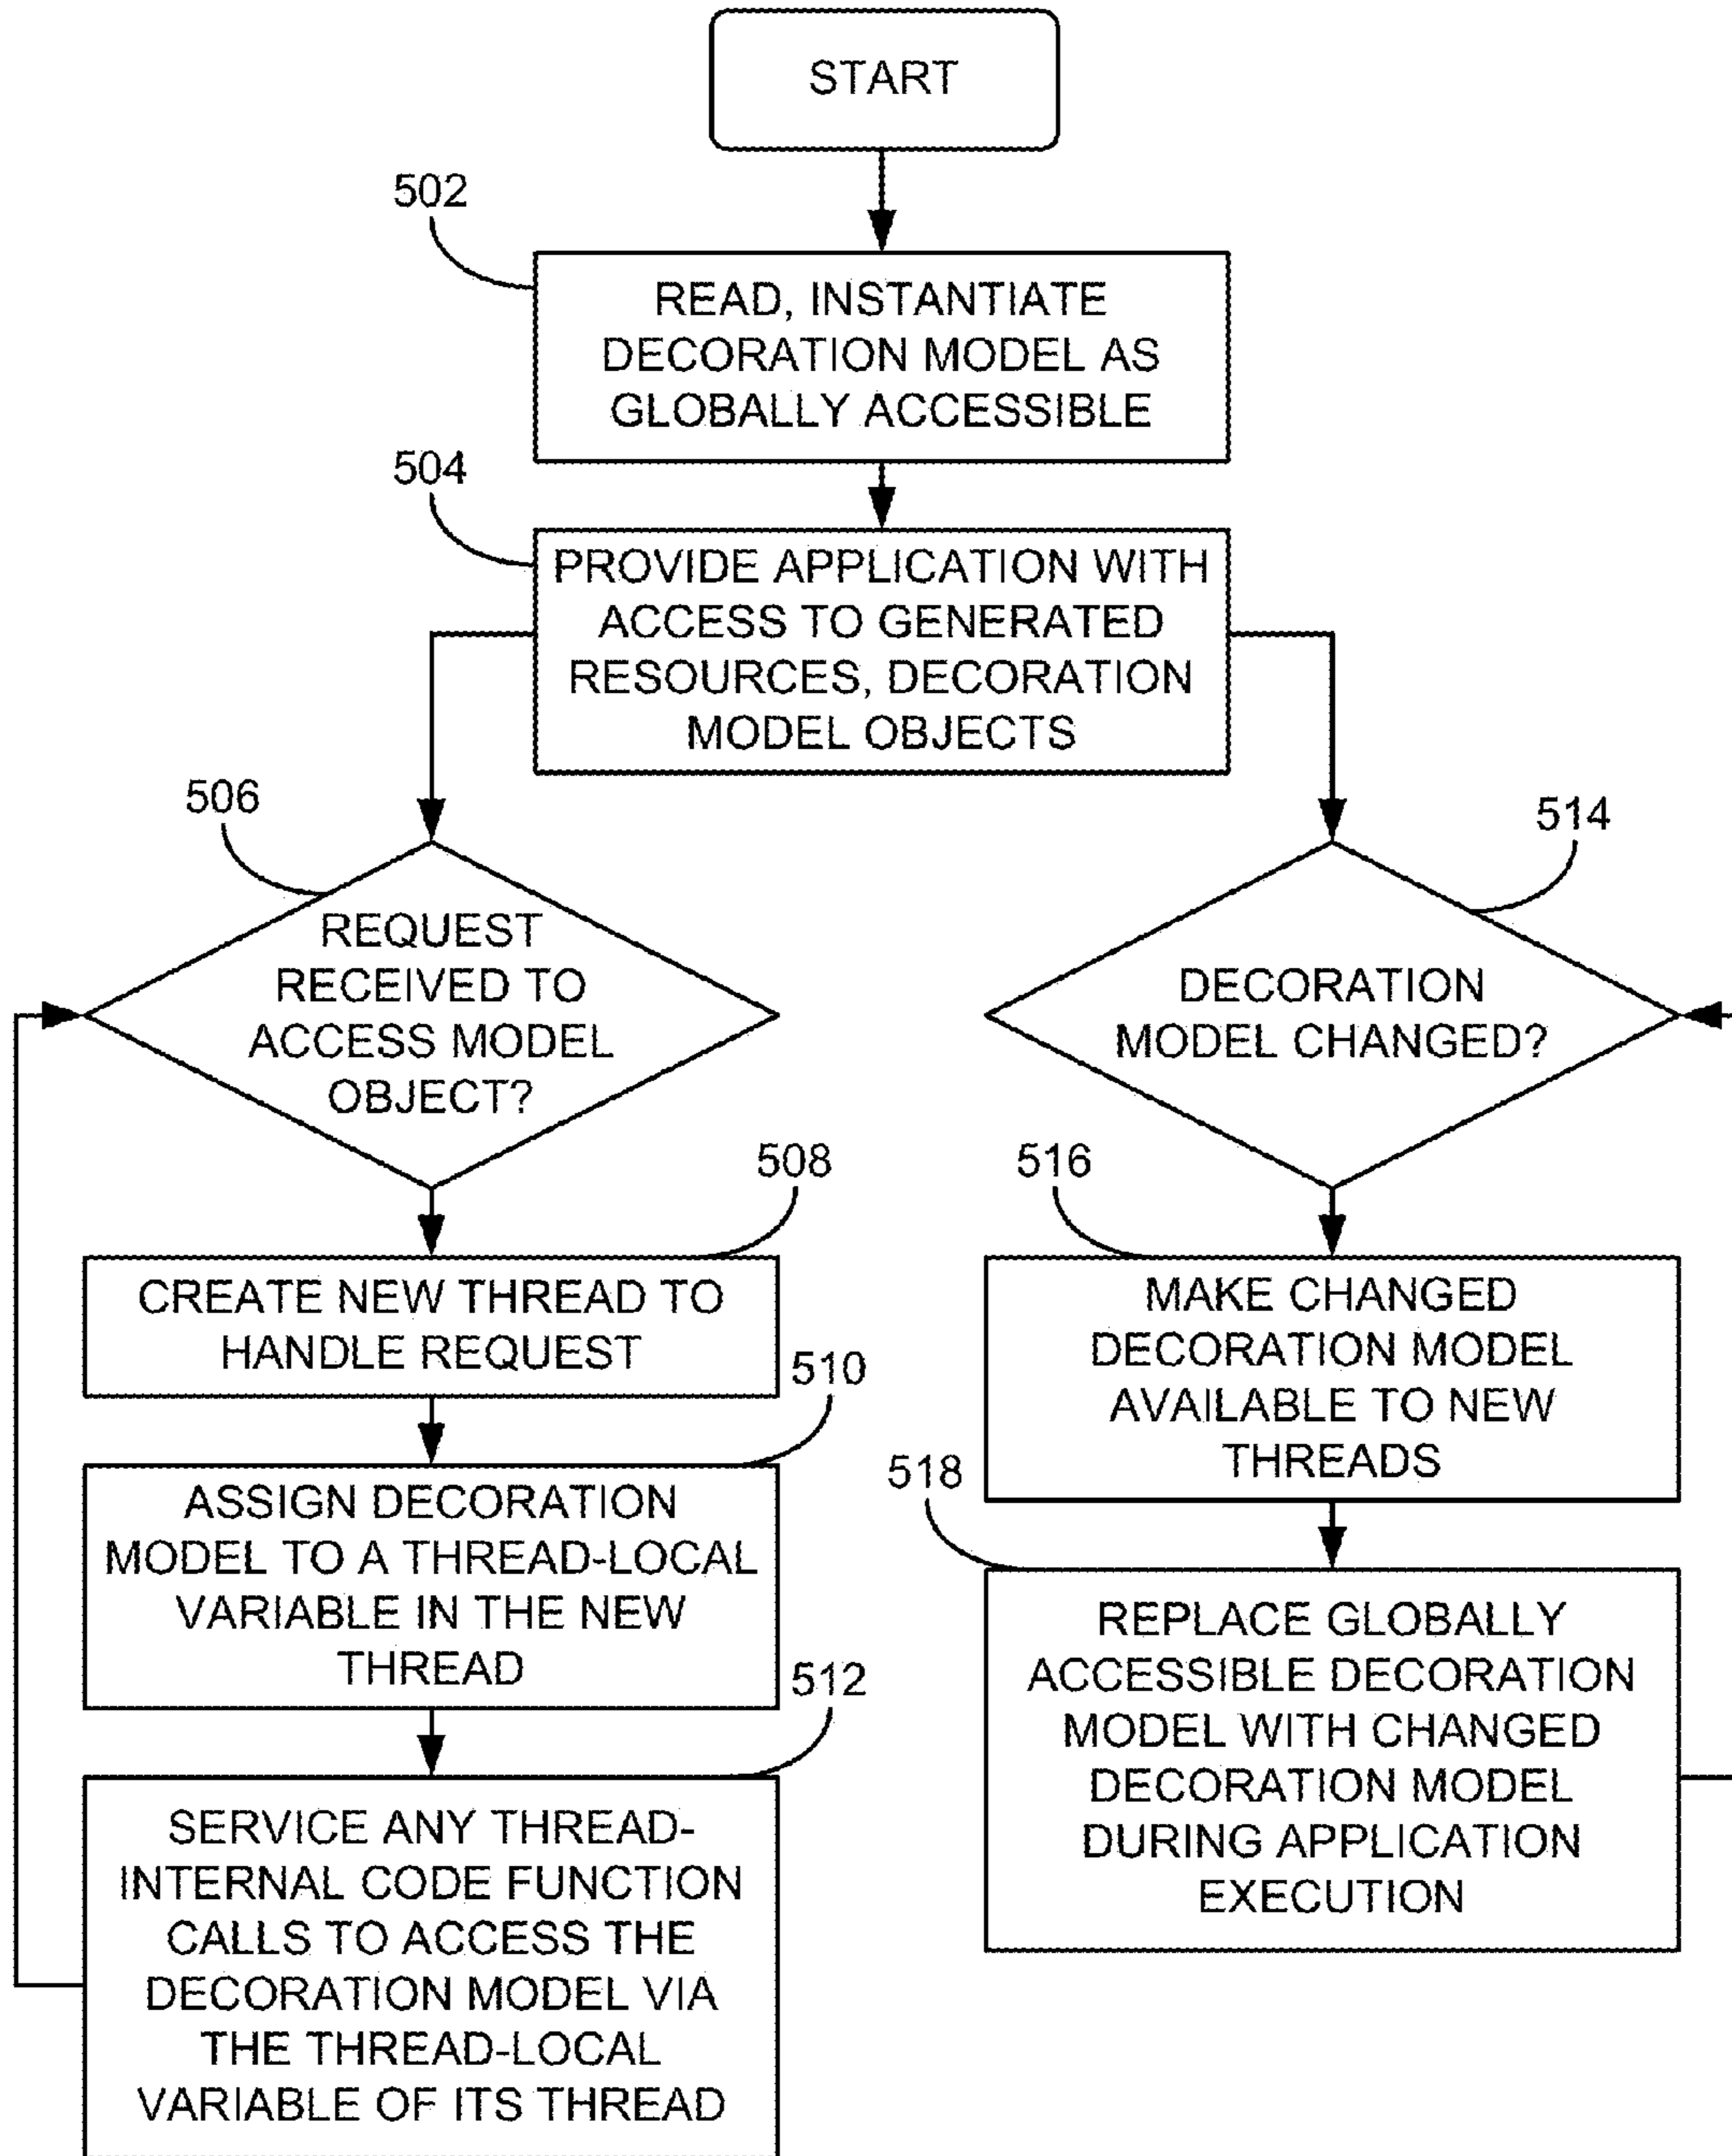 START
502
READ, INSTANTIATE
DECORATION MODEL AS
GLOBALLY ACCESSIBLE
504
PROVIDE APPLICATION WITH
ACCESS TO GENERATED
RESOURCES, DECORATION
MODEL OBJECTS
506
REQUEST
RECEIVED TO
ACCESS MODEL
OBJECT?
508
CREATE NEW THREAD TO
HANDLE REQUEST
510
ASSIGN DECORATION
MODEL TO A THREAD-LOCAL
VARIABLE IN THE NEW
THREAD
512
SERVICE ANY THREAD-
INTERNAL CODE FUNCTION
CALLS TO ACCESS THE
DECORATION MODEL VIA
THE THREAD-LOCAL
VARIABLE OF ITS THREAD
514
DECORATION
MODEL CHANGED?
516
MAKE CHANGED
DECORATION MODEL
AVAILABLE TO NEW
THREADS
518
REPLACE GLOBALLY
ACCESSIBLE DECORATION
MODEL WITH CHANGED
DECORATION MODEL
DURING APPLICATION
EXECUTION